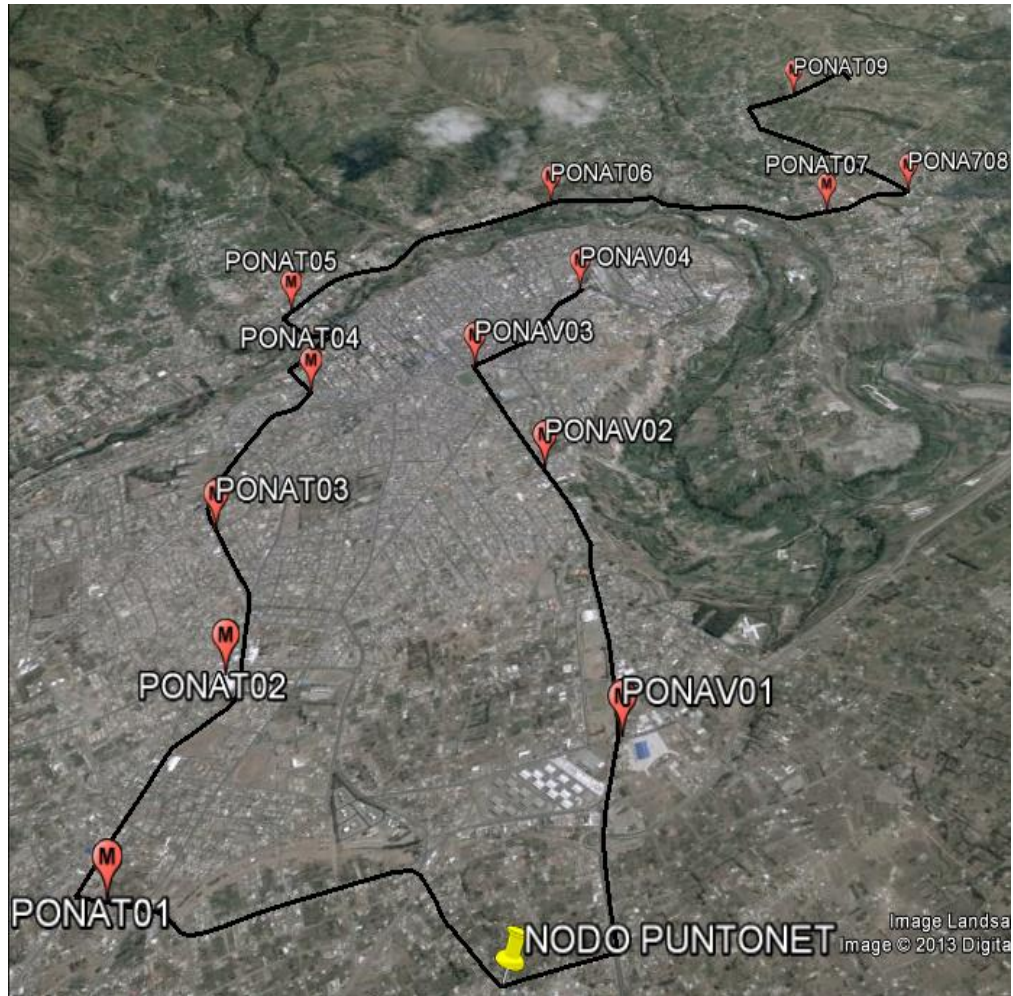 PONAT09
PONAT07
PONA708
PONAT06
PONAV04
PONAT05
PONAT04
PONAV03
PONAV02
PONAT03
M
PONAT02
PONAV01
M
PONAT01
NODO PUNTONET
Image Landsa
Image © 2013 Digita